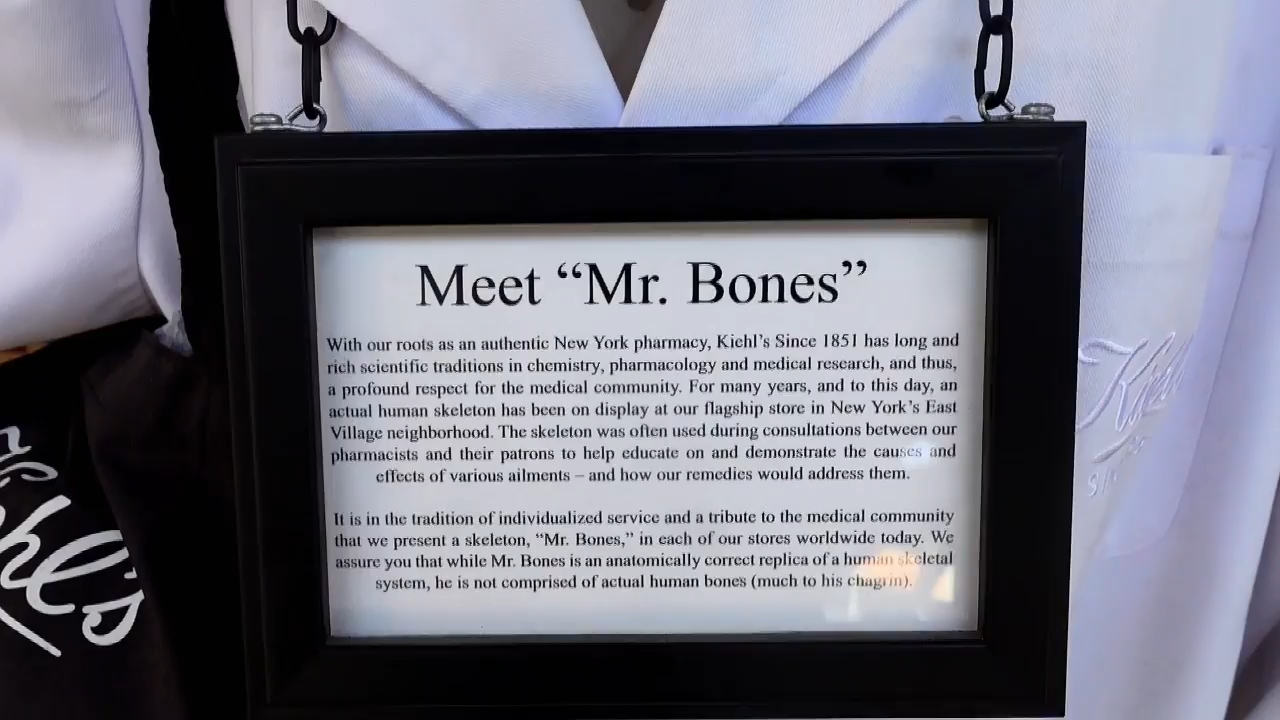 Meet “Mr. Bones”
With our roots as an authentic New York pharmacy, Kiehl’s Since 1851 has long and
rich scientific traditions in chemistry, pharmacology and medical research, and thus,
a profound respect for the medical community. For many years, and to this day, an
actual human skeleton has been on display at our flagship store in New York’s East
Village neighborhood. The skeleton was often used during consultations between our
pharmacists and their patrons to help educate on and demonstrate the causes and
effects of various ailments – and how our remedies would address them.
It is in the tradition of individualized service and a tribute to the medical community
that we present a skeleton, “Mr. Bones,” in each of our stores worldwide today. We
assure you that while Mr. Bones is an anatomically correct replica of a human skeletal
system, he is not comprised of actual human bones (much to his chagrin).